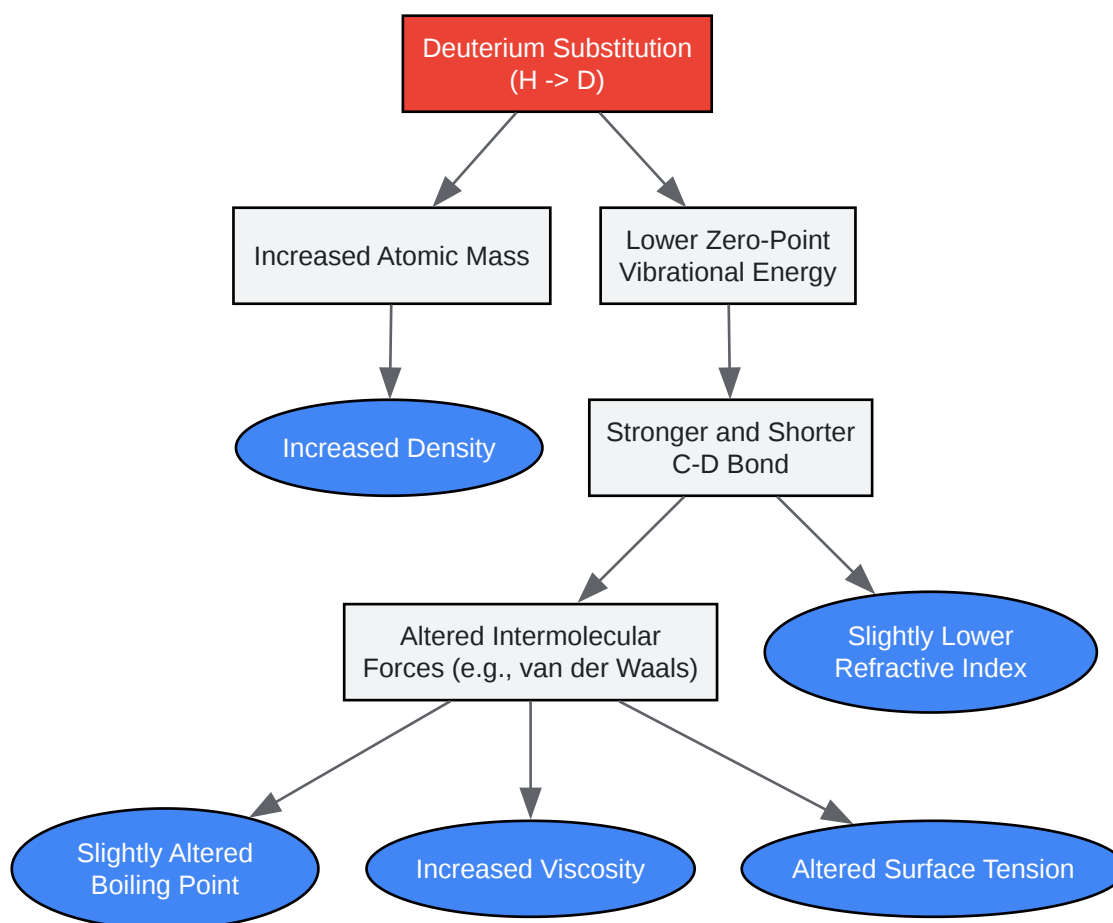 Deuterium Substitution
(H -> D)
Increased Atomic Mass
Lower Zero-Point
Vibrational Energy
Increased Density
Stronger and Shorter
C-D Bond
Altered Intermolecular
Forces (e.g., van der Waals)
Slightly Lower
Refractive Index
Slightly Altered
Boiling Point
Increased Viscosity
Altered Surface Tension